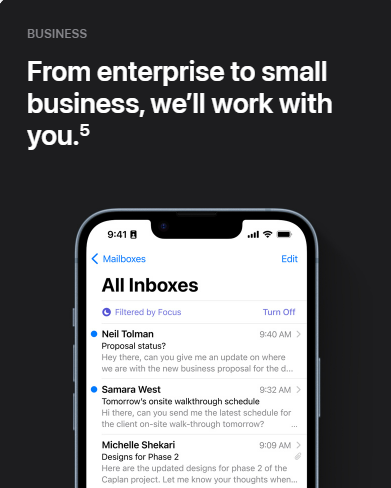 BUSINESS
From enterprise to small
business, we’ll work with
you.⁵
9:41
Mailboxes
Edit
All Inboxes
Filtered by Focus
Turn Off
Neil Tolman
9:40 AM
Proposal status?
Hey there, can you give me an update on where
we are with the new business proposal for the d...
Samara West
9:32 AM
Tomorrow’s onsite walkthrough schedule
Hi there, can you send me the latest schedule for
the client on-site walk-through tomorrow? ...
Michelle Shekari
9:09 AM
Designs for Phase 2
Here are the updated designs for phase 2 of the
Caplan project. Let me know your thoughts when...